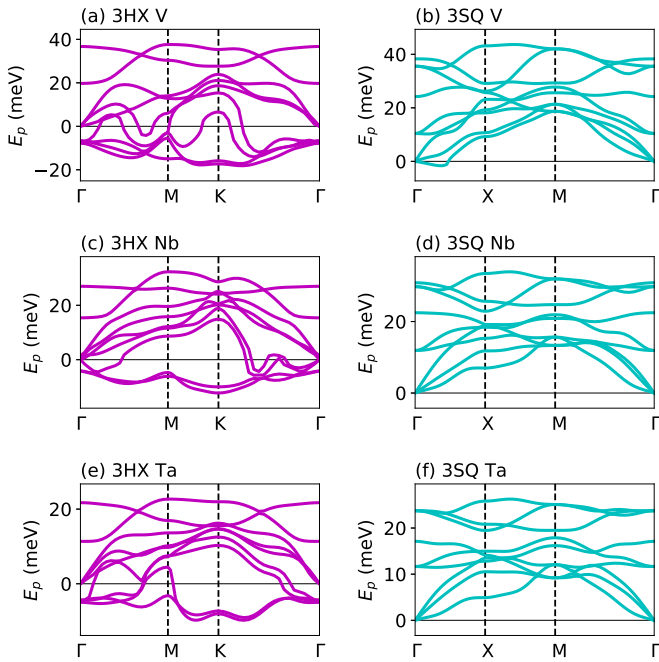 (a) 3HX V
(b) 3SQ V
E_p (meV)
40
20
0
−20
Γ M K Γ
E_p (meV)
40
20
0
Γ X M Γ
(c) 3HX Nb
(d) 3SQ Nb
E_p (meV)
20
0
Γ M K Γ
E_p (meV)
20
0
Γ X M Γ
(e) 3HX Ta
(f) 3SQ Ta
E_p (meV)
20
0
Γ M K Γ
E_p (meV)
20
10
0
Γ X M Γ